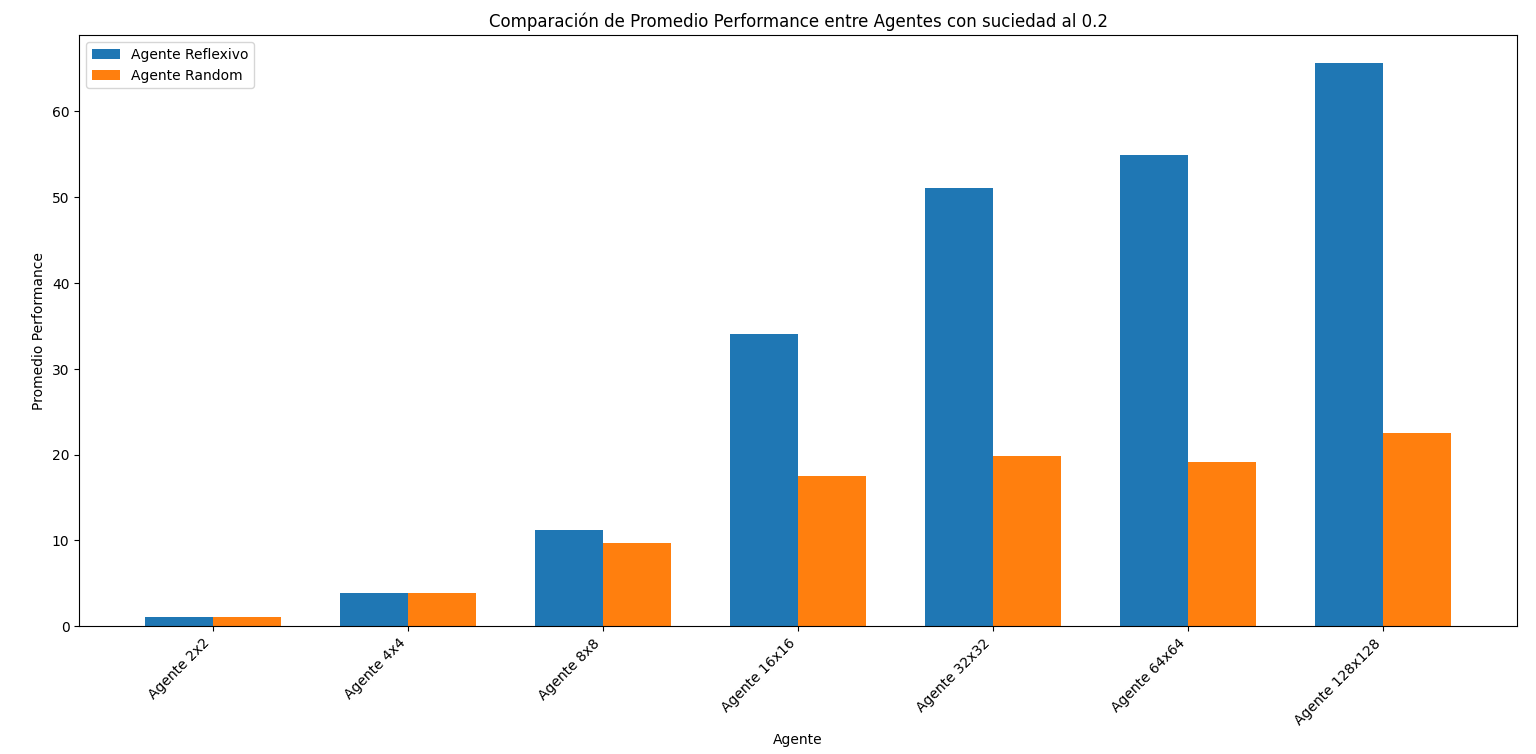 Comparación de Promedio Performance entre Agentes con suciedad al 0.2
Agente Reflexivo
Agente Random
Promedio Performance
60
50
40
30
20
10
0
Agente 2x2
Agente 4x4
Agente 8x8
Agente 16x16
Agente 32x32
Agente 64x64
Agente 128x128
Agente